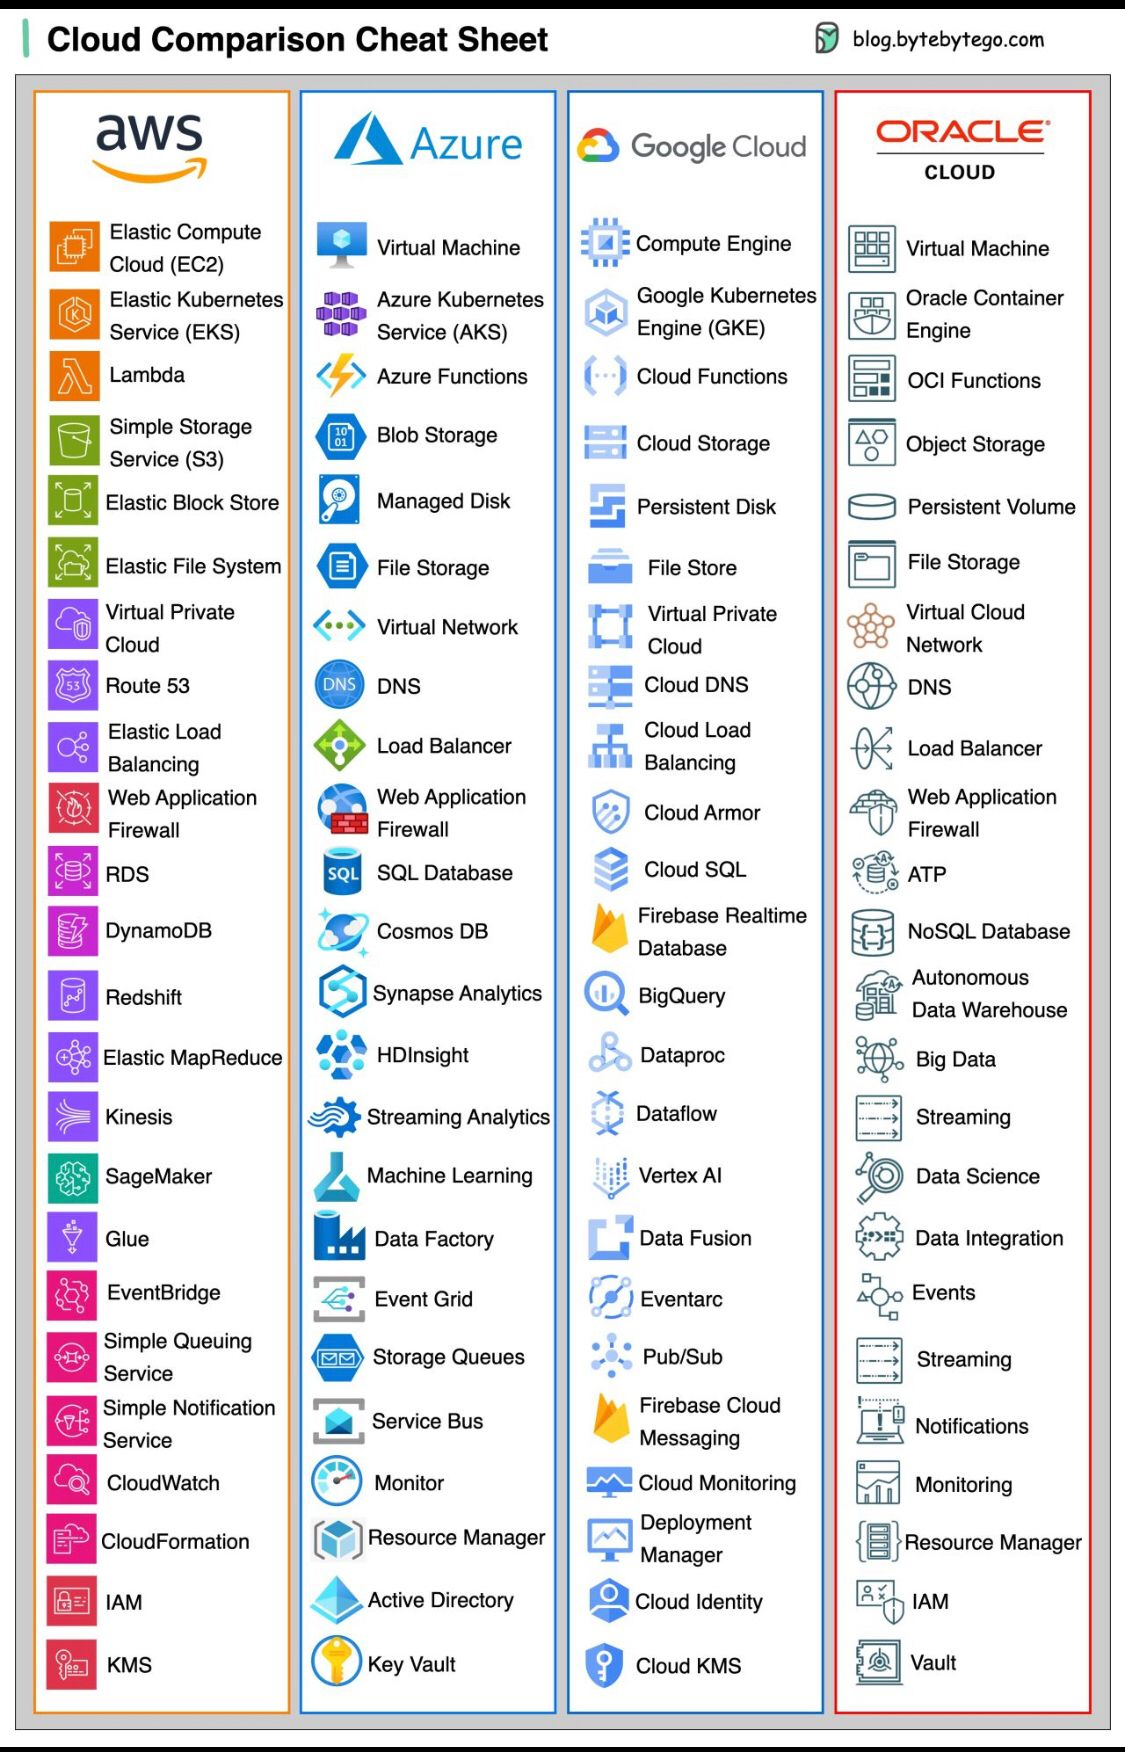 Cloud Comparison Cheat Sheet
blog.bytebytego.com
aws
Elastic Compute
Cloud (EC2)
Elastic Kubernetes
Service (EKS)
Lambda
Simple Storage
Service (S3)
Elastic Block Store
Elastic File System
Virtual Private
Cloud
53
Route 53
Elastic Load
Balancing
Web Application
Firewall
RDS
DynamoDB
Redshift
Elastic MapReduce
Kinesis
SageMaker
Glue
EventBridge
Simple Queuing
Service
Simple Notification
Service
CloudWatch
CloudFormation
IAM
KMS
Azure
Virtual Machine
Azure Kubernetes
Service (AKS)
Azure Functions
10
01
Blob Storage
Managed Disk
File Storage
Virtual Network
DNS
DNS
Load Balancer
Web Application
Firewall
SQL
SQL Database
Cosmos DB
Synapse Analytics
HDInsight
Streaming Analytics
Machine Learning
Data Factory
Event Grid
Storage Queues
Service Bus
Monitor
Resource Manager
Active Directory
Key Vault
Google Cloud
Compute Engine
Google Kubernetes
Engine (GKE)
Cloud Functions
Cloud Storage
Persistent Disk
File Store
Virtual Private
Cloud
Cloud DNS
Cloud Load
Balancing
Cloud Armor
Cloud SQL
Firebase Realtime
Database
BigQuery
Dataproc
Dataflow
Vertex AI
Data Fusion
Eventarc
Pub/Sub
Firebase Cloud
Messaging
Cloud Monitoring
Deployment
Manager
Cloud Identity
Cloud KMS
ORACLE
CLOUD
Virtual Machine
Oracle Container
Engine
OCI Functions
Object Storage
Persistent Volume
File Storage
Virtual Cloud
Network
DNS
Load Balancer
Web Application
Firewall
ATP
NoSQL Database
Autonomous
Data Warehouse
Big Data
Streaming
Data Science
Data Integration
Events
Streaming
Notifications
Monitoring
Resource Manager
IAM
Vault